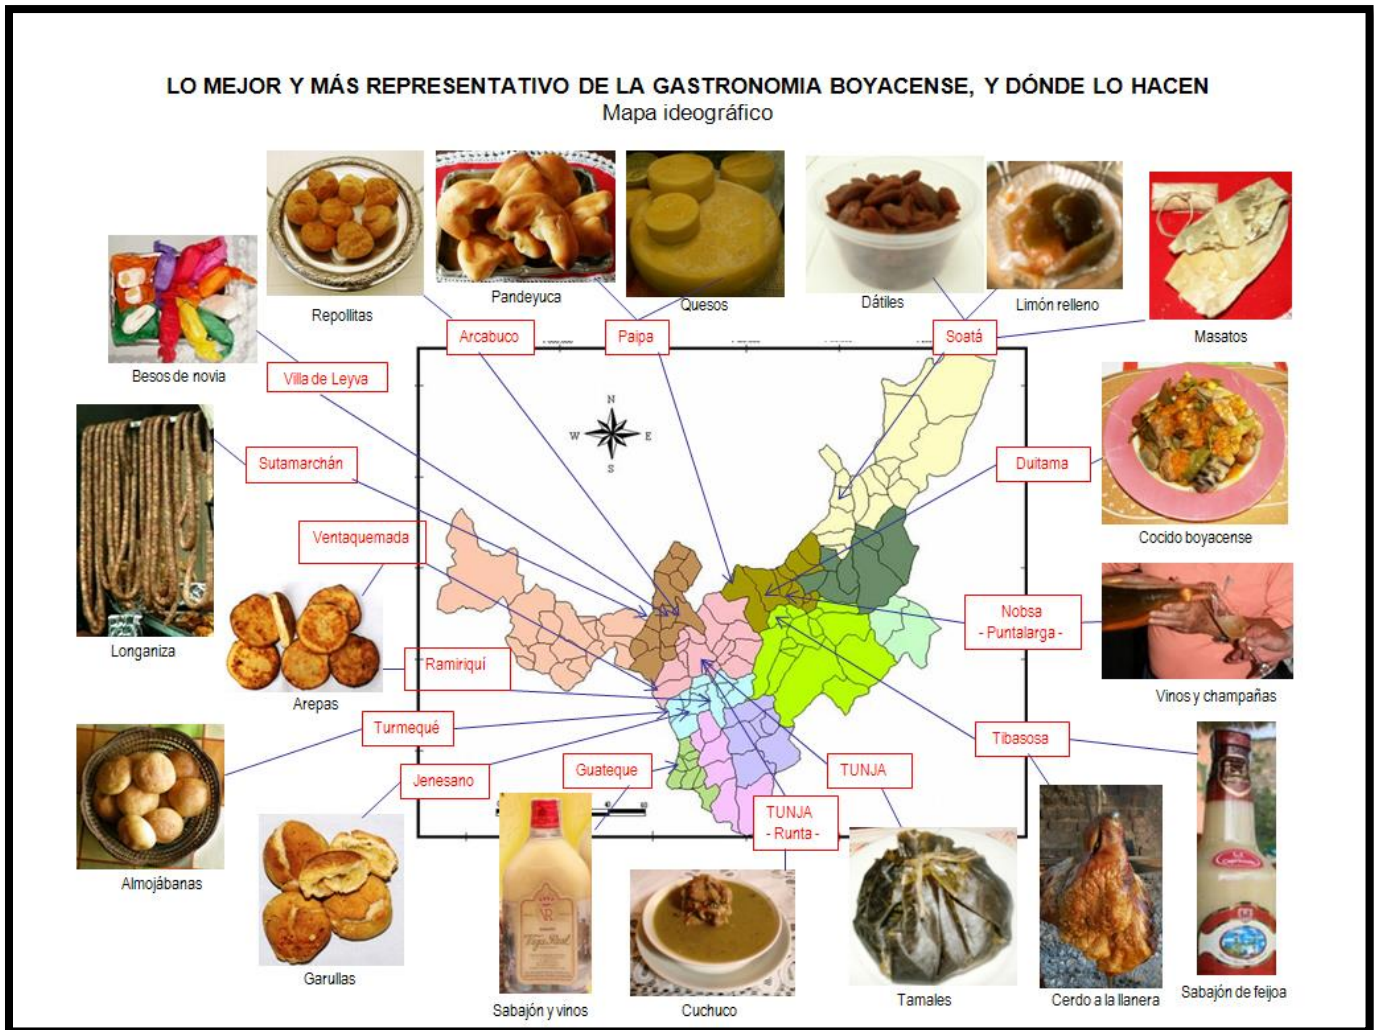 LO MEJOR Y MÁS REPRESENTATIVO DE LA GASTRONOMIA BOYACENSE, Y DÓNDE LO HACEN
Mapa ideográfico
Repollitas
Pandeyuca
Quesos
Dátiles
Limón relleno
Masatos
Besos de novia
Arcabuco
Paipa
Soatá
Villa de Leyva
N
W
E
S
Sutamarchán
Duitama
Cocido boyacense
Ventaquemada
Longaniza
Nobsa
- Puntalarga -
Ramiriquí
Arepas
Vinos y champañas
Turmequé
Tibasosa
Almojábanas
Jenesano
Guateque
TUNJA
TUNJA
- Runta -
Garullas
Vega Real
Sabajón y vinos
Cuchuco
Tamales
Cerdo a la llanera
Sabajón de feijoa